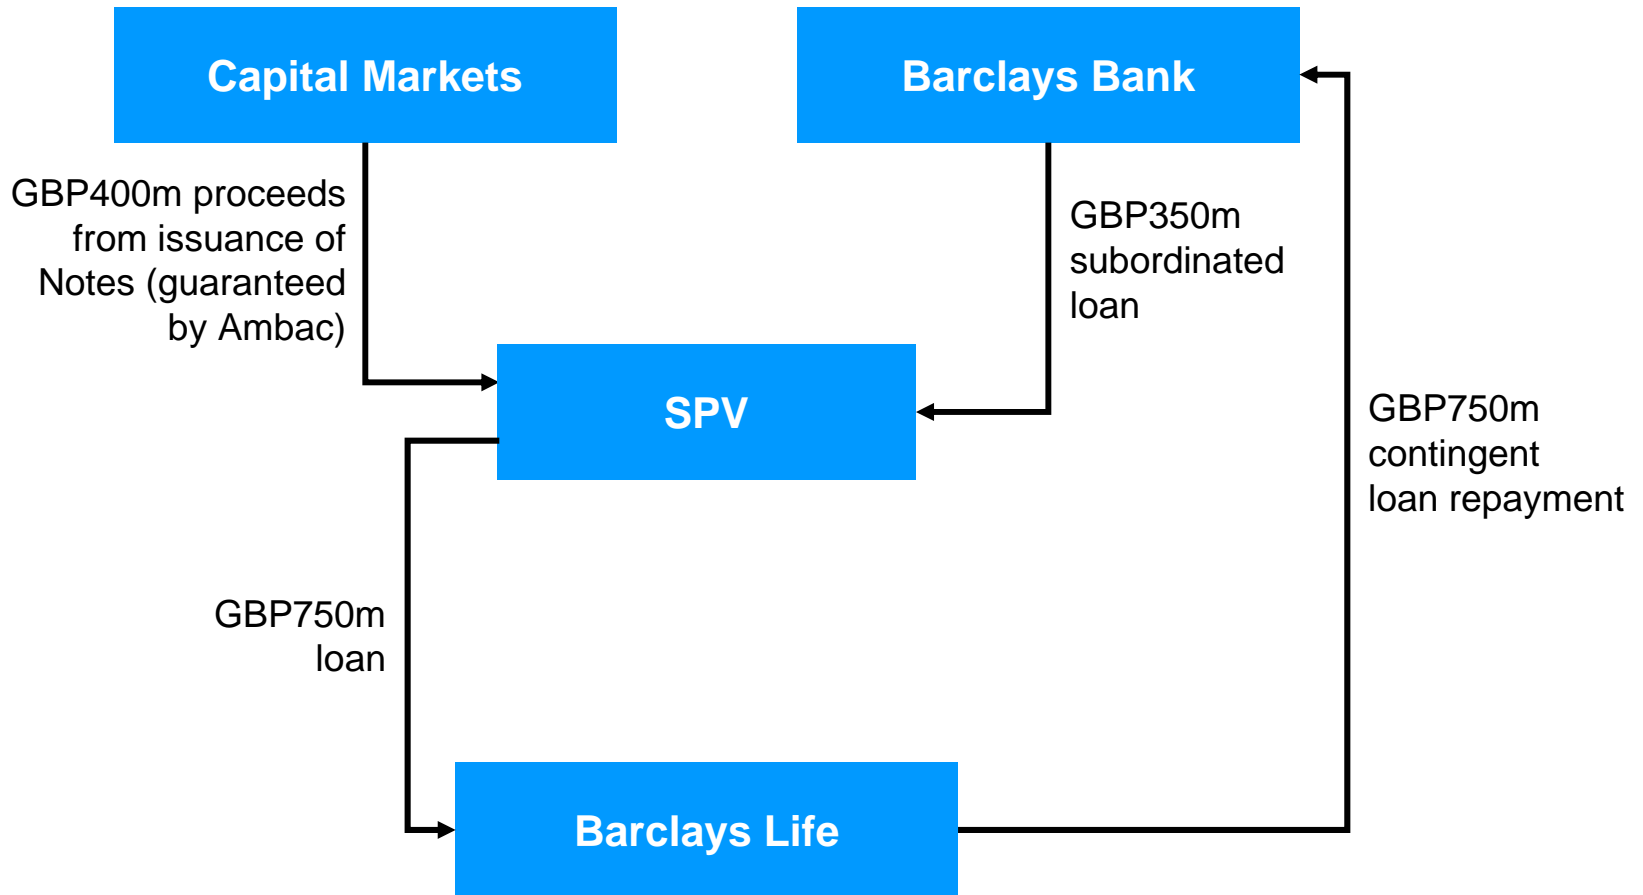 Capital Markets
Barclays Bank
GBP400m proceeds
from issuance of
Notes (guaranteed
by Ambac)
GBP350m
subordinated
loan
SPV
GBP750m
contingent
loan repayment
GBP750m
loan
Barclays Life